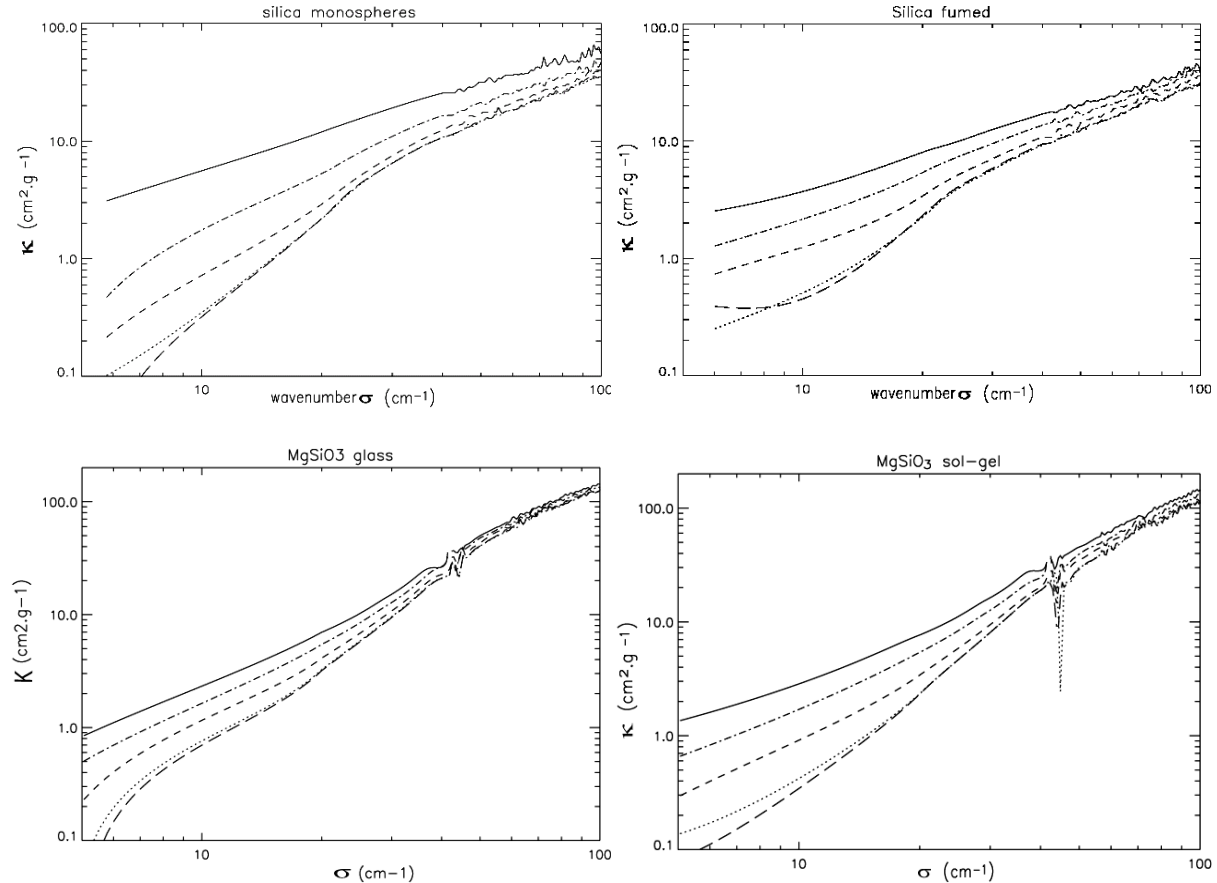 silica monospheres
100.0
10.0
1.0
0.1
κ (cm².g⁻¹)
10
100
wavenumber σ (cm⁻¹)
Silica fumed
100.0
10.0
1.0
0.1
κ (cm².g⁻¹)
10
100
wavenumber σ (cm⁻¹)
MgSiO3 glass
100.0
10.0
1.0
0.1
K (cm2.g-1)
10
100
σ (cm-1)
MgSiO₃ sol-gel
100.0
10.0
1.0
0.1
κ (cm².g⁻¹)
10
100
σ (cm⁻¹)